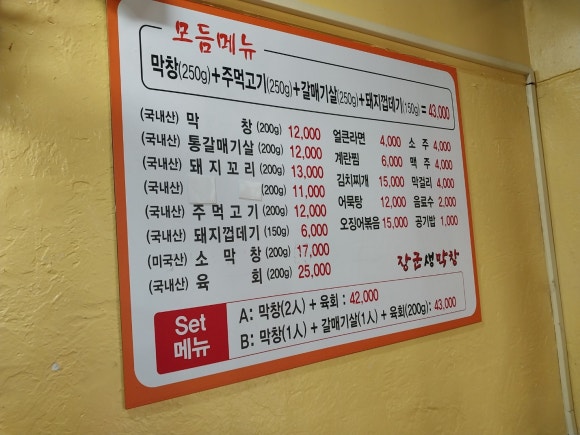 모듬메뉴
막창(250g)+주먹고기(250g)+갈매기살(250g)+돼지껍데기(150g)=43,000
(국내산) 막 창 (200g) 12,000
(국내산) 통갈매기살 (200g) 12,000
(국내산) 돼지꼬리 (200g) 13,000
(국내산) (200g) 11,000
(국내산) 주먹고기 (200g) 12,000
(국내산) 돼지껍데기 (150g) 6,000
(미국산) 소막창 (200g) 17,000
(국내산) 육 회 (200g) 25,000
얼큰라면 4,000
계란찜 6,000
김치찌개 15,000
어묵탕 12,000
오징어볶음 15,000
소 주 4,000
맥 주 4,000
막걸리 4,000
음료수 2,000
공기밥 1,000
장군생막창
Set 메뉴
A: 막창(2人) + 육회 : 42,000
B: 막창(1人) + 갈매기살(1人) + 육회(200g): 43,000